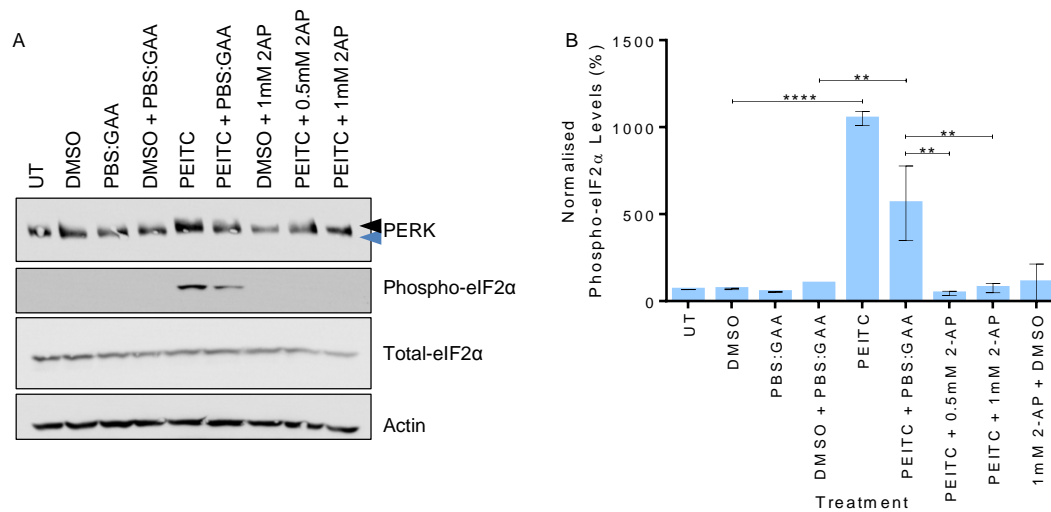 A
UT
DMSO
PBS:GAA
DMSO + PBS:GAA
PEITC
PEITC + PBS:GAA
DMSO + 1mM 2AP
PEITC + 0.5mM 2AP
PEITC + 1mM 2AP
PERK
Phospho-eIF2α
Total-eIF2α
Actin
B
Normalised
Phospho-eIF2α Levels (%)
1500
1000
500
0
**
****
**
**
UT
DMSO
PBS:GAA
DMSO + PBS:GAA
PEITC
PEITC + PBS:GAA
PEITC + 0.5mM 2-AP
PEITC + 1mM 2-AP
1mM 2-AP + DMSO
Treatment